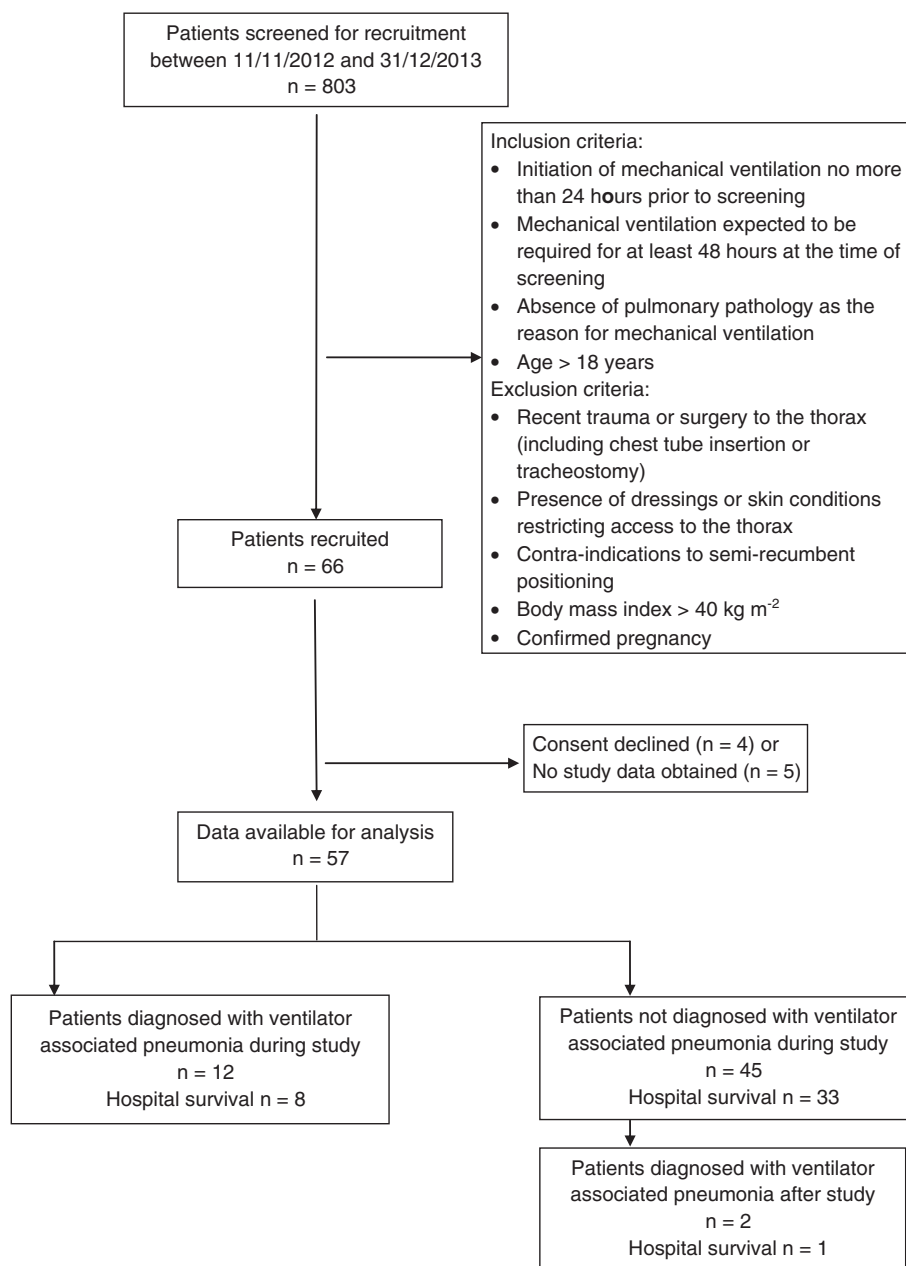 Patients screened for recruitment
between 11/11/2012 and 31/12/2013
n = 803
Inclusion criteria:
• Initiation of mechanical ventilation no more
than 24 hours prior to screening
• Mechanical ventilation expected to be
required for at least 48 hours at the time of
screening
• Absence of pulmonary pathology as the
reason for mechanical ventilation
• Age > 18 years
Exclusion criteria:
• Recent trauma or surgery to the thorax
(including chest tube insertion or
tracheostomy)
• Presence of dressings or skin conditions
restricting access to the thorax
• Contra-indications to semi-recumbent
positioning
• Body mass index > 40 kg m⁻²
• Confirmed pregnancy
Patients recruited
n = 66
Consent declined (n = 4) or
No study data obtained (n = 5)
Data available for analysis
n = 57
Patients diagnosed with ventilator
associated pneumonia during study
n = 12
Hospital survival n = 8
Patients not diagnosed with ventilator
associated pneumonia during study
n = 45
Hospital survival n = 33
Patients diagnosed with ventilator
associated pneumonia after study
n = 2
Hospital survival n = 1